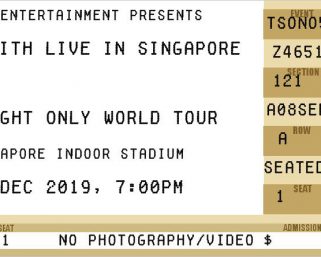 ENTERTAINMENT PRESENTS
ITH LIVE IN SINGAPORE
GHT ONLY WORLD TOUR
APORE INDOOR STADIUM
DEC 2019, 7:00PM
EVENT
TSONO5
Z4651
SECTION
121
A08SE
ROW
A
SEATED
SEAT
1
SEAT
ADMISSION
1 NO PHOTOGRAPHY/VIDEO $